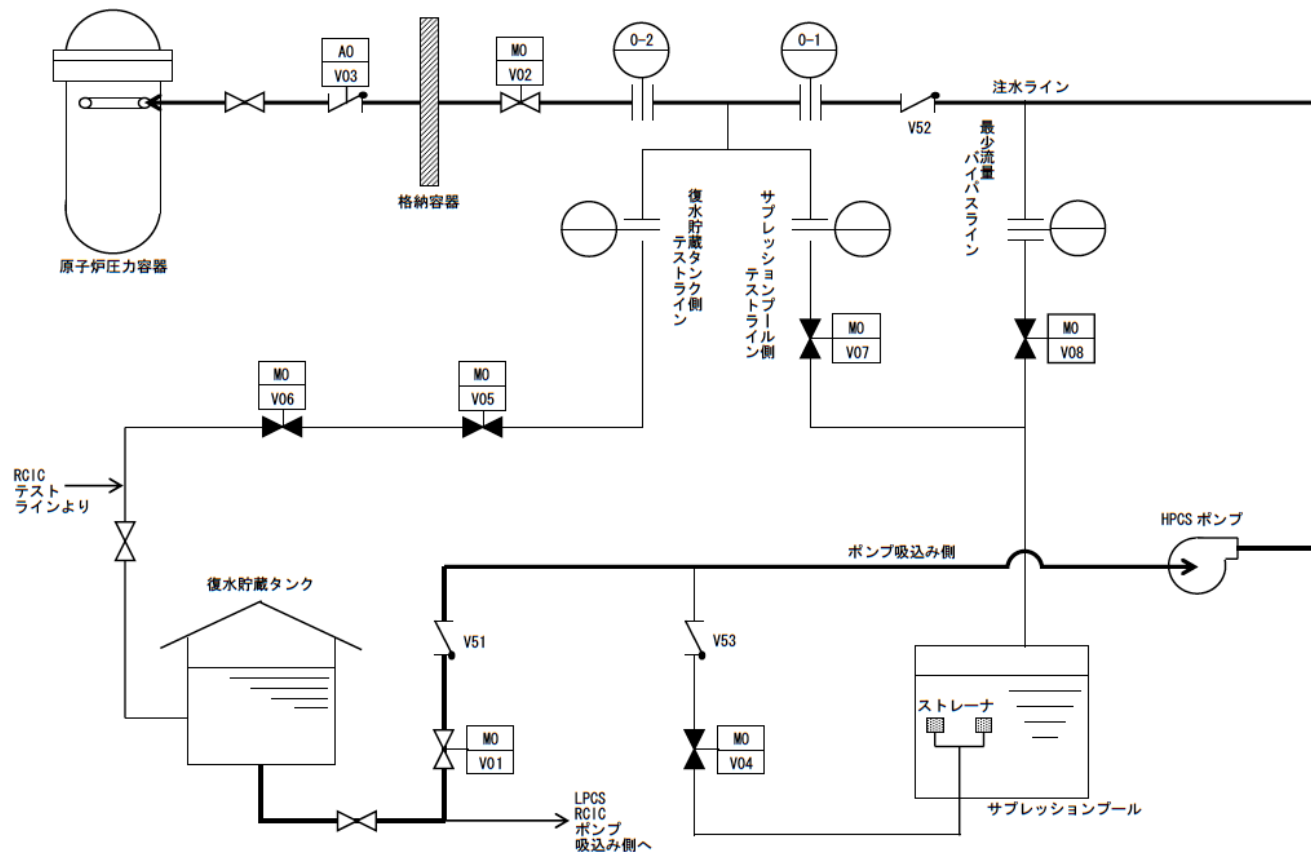 O-2
O-1
AO
V03
MO
V02
注水ライン
V52
最少流量
バイパスライン
格納容器
復水貯蔵タンク側
テストライン
サプレッションプール側
テストライン
原子炉圧力容器
MO
V07
MO
V08
MO
V06
MO
V05
RCIC
テスト
ラインより
HPCS ポンプ
ポンプ吸込み側
復水貯蔵タンク
V51
V53
ストレーナ
MO
V01
MO
V04
LPCS
RCIC
ポンプ
吸込み側へ
サプレッションプール